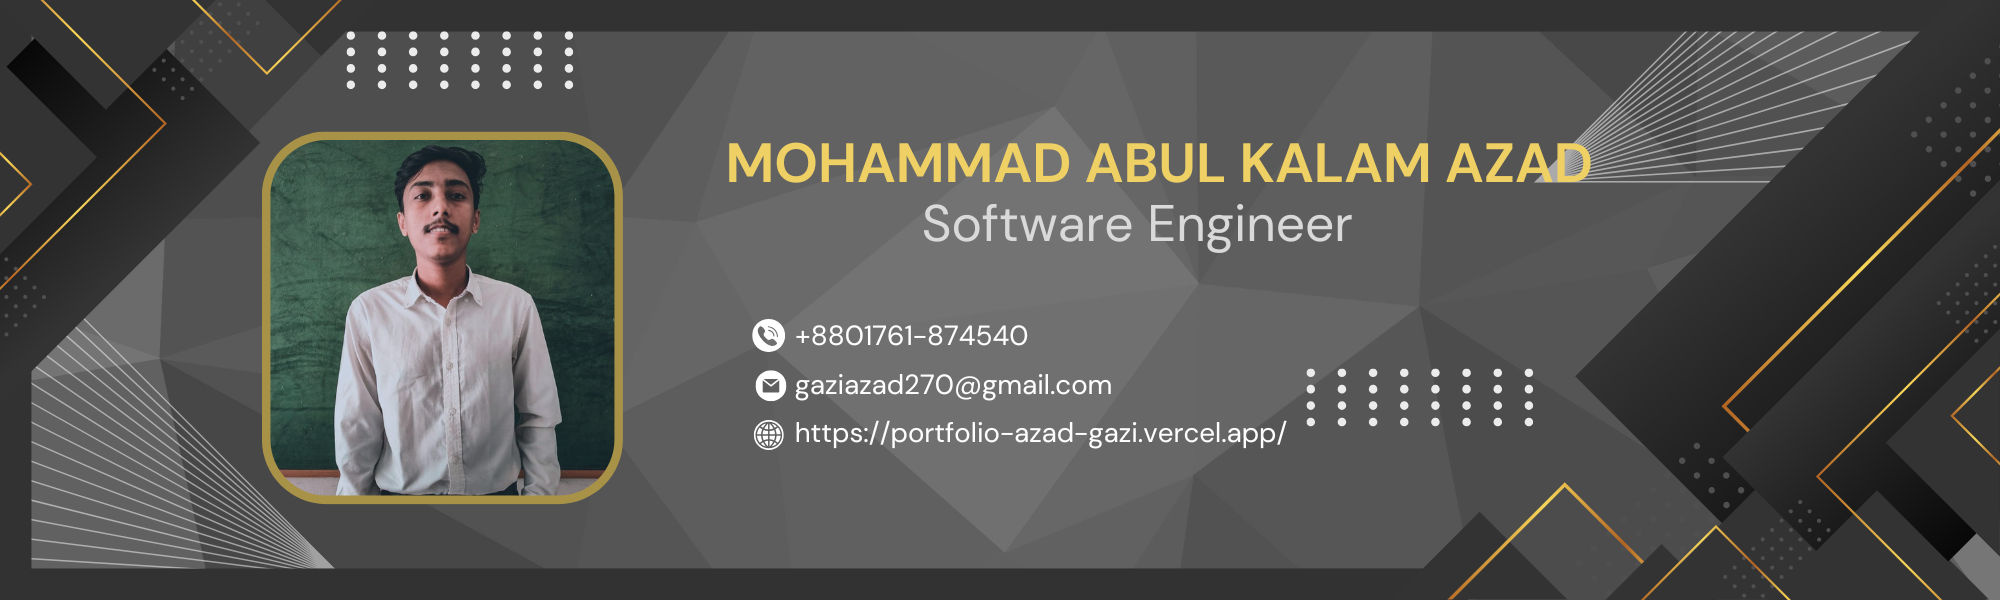 MOHAMMAD ABUL KALAM AZAD
Software Engineer
+8801761-874540
gaziazad270@gmail.com
https://portfolio-azad-gazi.vercel.app/